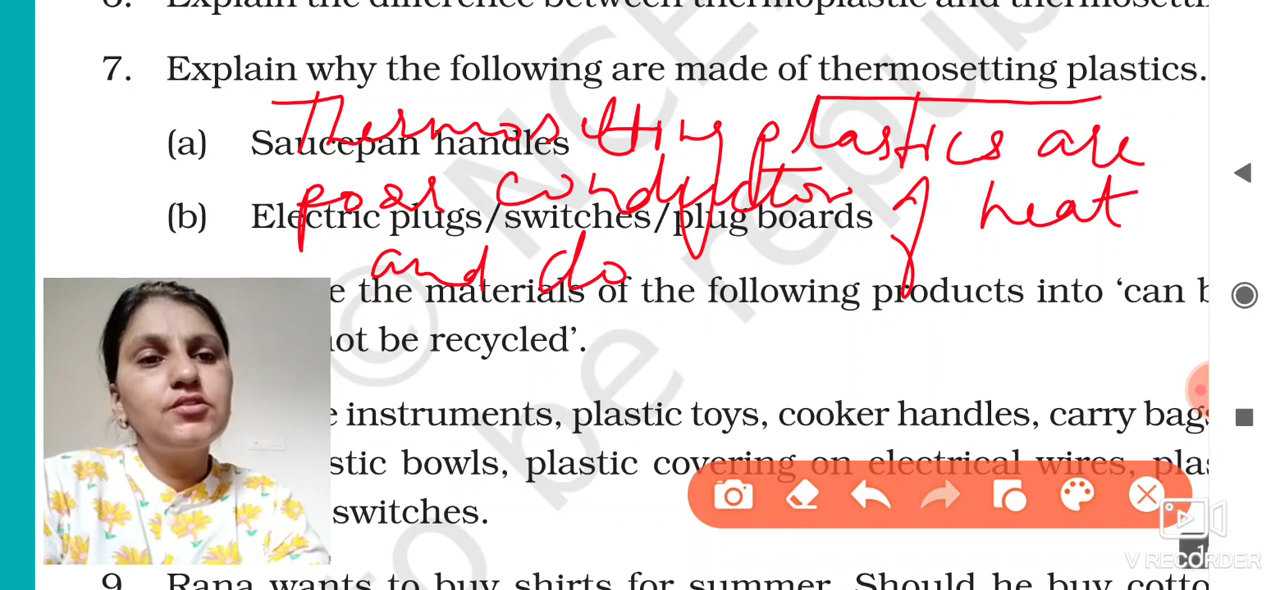 7. Explain why the following are made of thermosetting plastics.
Thermosetting plastics are
(a) Saucepan handles
poor conductor of heat
(b) Electric plugs/switches/plug boards
and do
e the materials of the following products into ‘can b
not be recycled’.
e instruments, plastic toys, cooker handles, carry bags
stic bowls, plastic covering on electrical wires, pla
switches.
9. Rana wants to buy shirts for summer. Should he buy cotto
V RECORDER